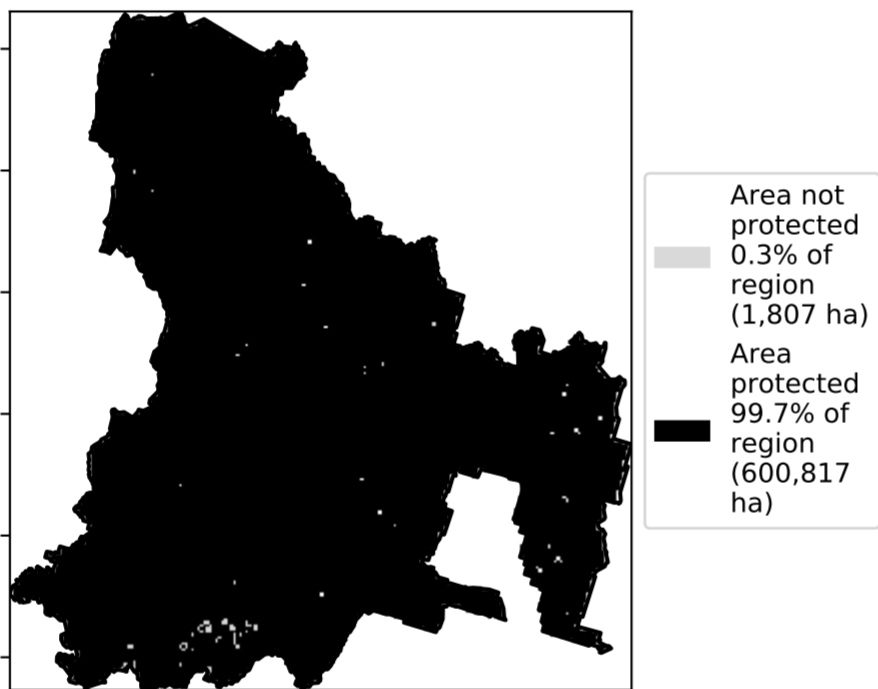 Area not
protected
0.3% of
region
(1,807 ha)
Area
protected
99.7% of
region
(600,817
ha)